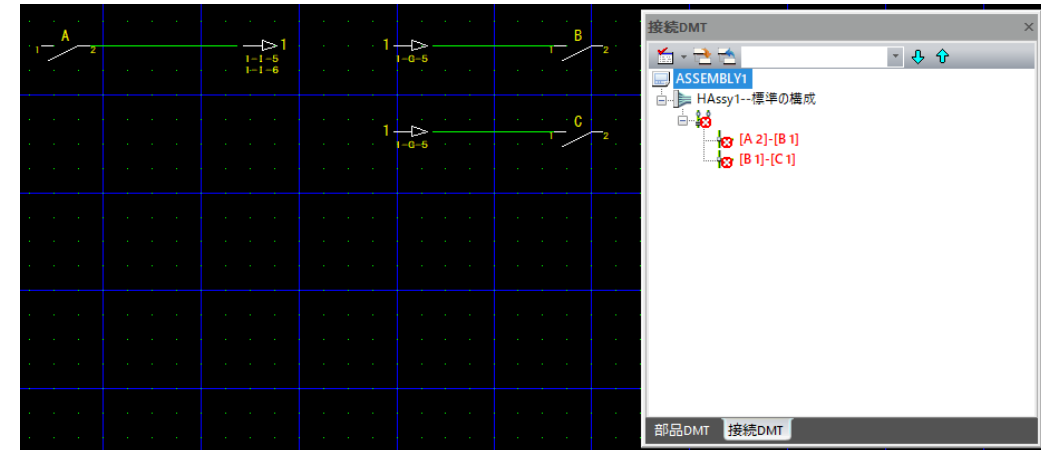 A
1
2
1
1-1-5
1-1-6
1
1-G-5
B
1
2
1
1-G-5
C
1
2
接続DMT
ASSEMBLY1
HAssy1--標準の構成
[A 2]-[B 1]
[B 1]-[C 1]
部品DMT
接続DMT